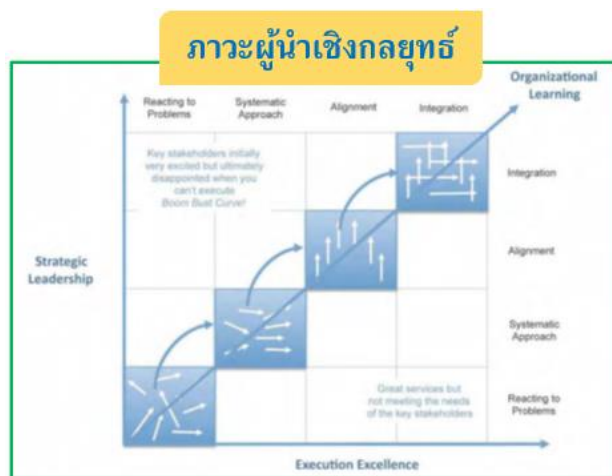 ภาวะผู้นำเชิงกลยุทธ์
Organizational
Learning
Reacting to
Problems
Systematic
Approach
Alignment
Integration
Key stakeholders initially
very excited but ultimately
disappointed when you
can't execute
Boom Bust Curve!
Integration
Strategic
Leadership
Alignment
Systematic
Approach
Great services but
not meeting the needs
of the key stakeholders
Reacting to
Problems
Execution Excellence